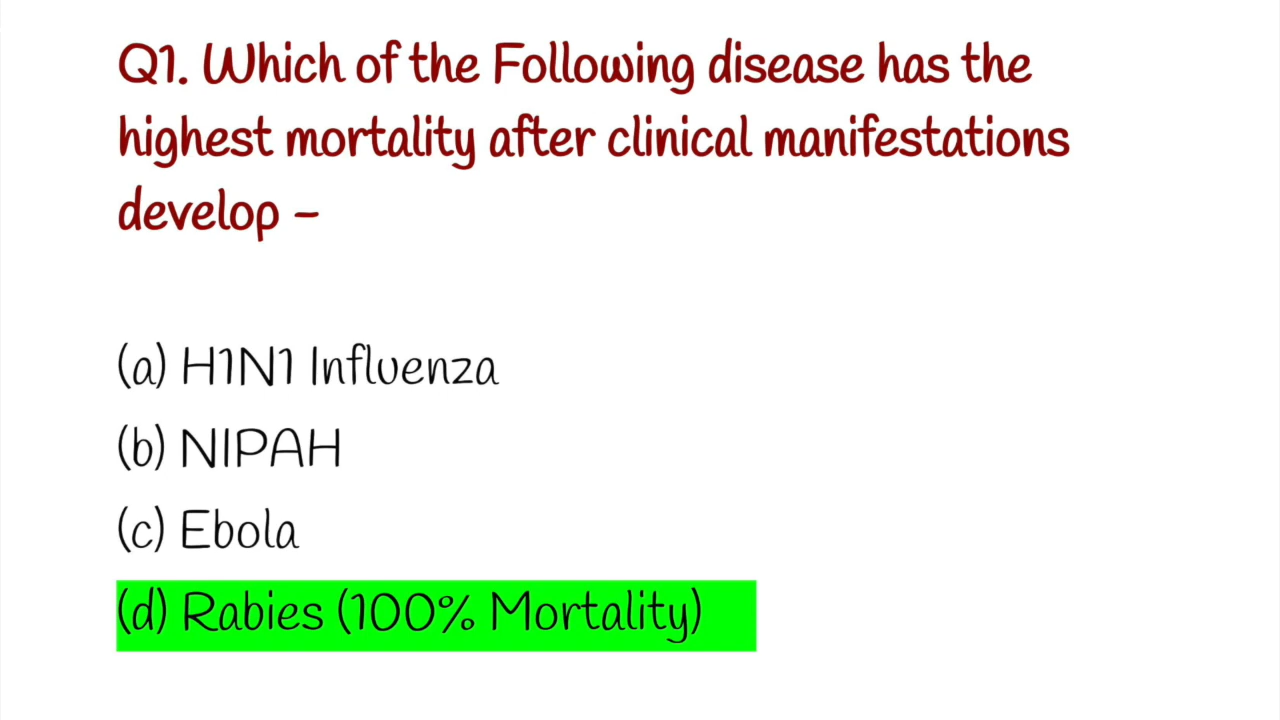 Q1. Which of the Following disease has the
highest mortality after clinical manifestations
develop –
(a) H1N1 Influenza
(b) NIPAH
(c) Ebola
(d) Rabies (100% Mortality)